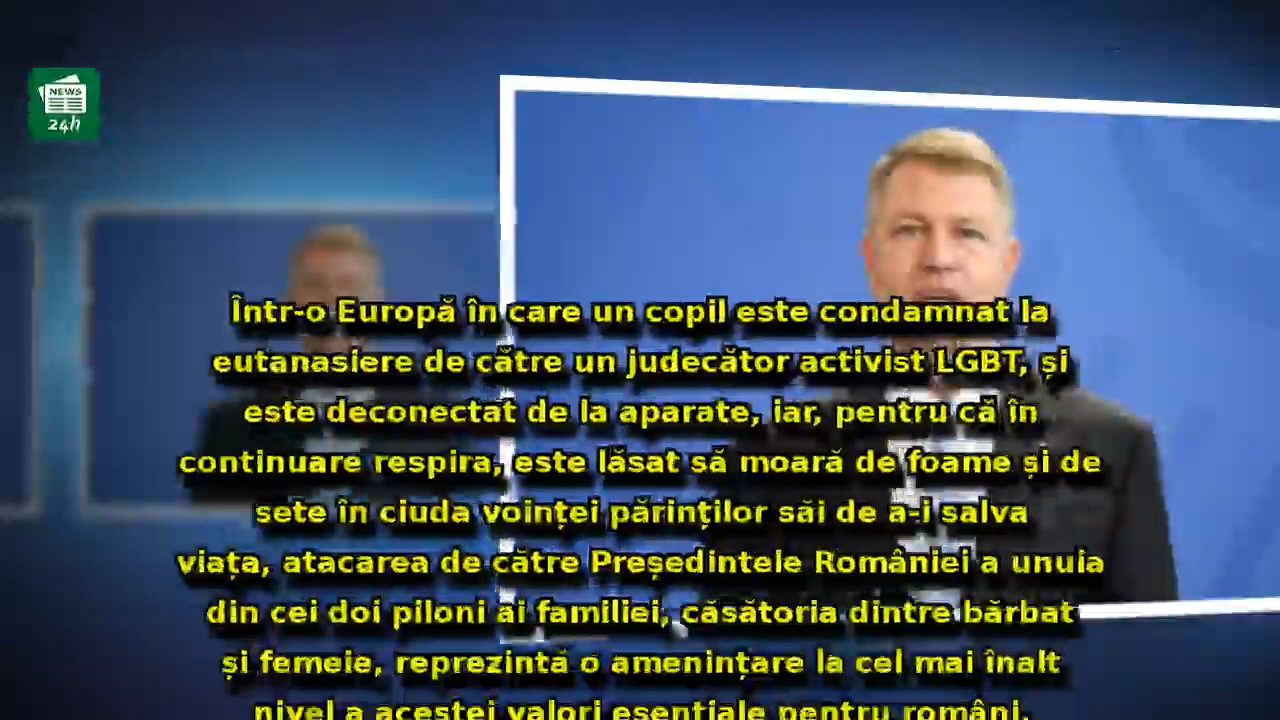 NEWS
24h
Într-o Europă în care un copil este condamnat la
eutanasiere de către un judecător activist LGBT, și
este deconectat de la aparate, iar, pentru că în
continuare respira, este lăsat să moară de foame și de
sete în ciuda voinței părinților săi de a-i salva
viața, atacarea de către Președintele României a unuia
din cei doi piloni ai familiei, căsătoria dintre bărbat
și femeie, reprezintă o amenințare la cel mai înalt
nivel a acestei valori esențiale pentru români.